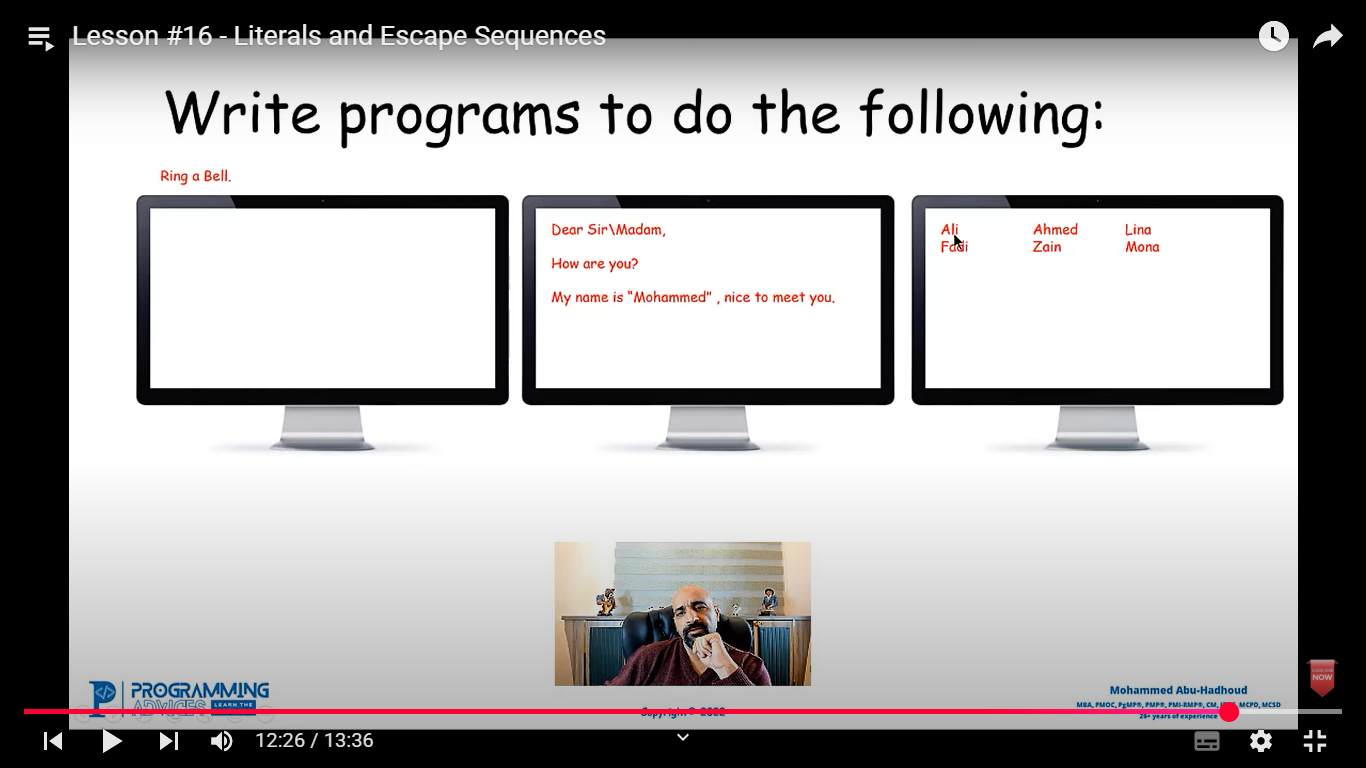 Lesson #16 - Literals and Escape Sequences
Write programs to do the following:
Ring a Bell.
Dear Sir\Madam,
How are you?
My name is “Mohammed” , nice to meet you.
Ali Ahmed Lina
Fadi Zain Mona
PROGRAMMING
ADVICES LEARN THE
NOW
Mohammed Abu-Hadhoud
MBA, PMOC, PgMP®, PMP®, PMI-RMP®, CM, MCPD, MCSD
26+ years of experience
Copyright© 2022
12:26 / 13:36